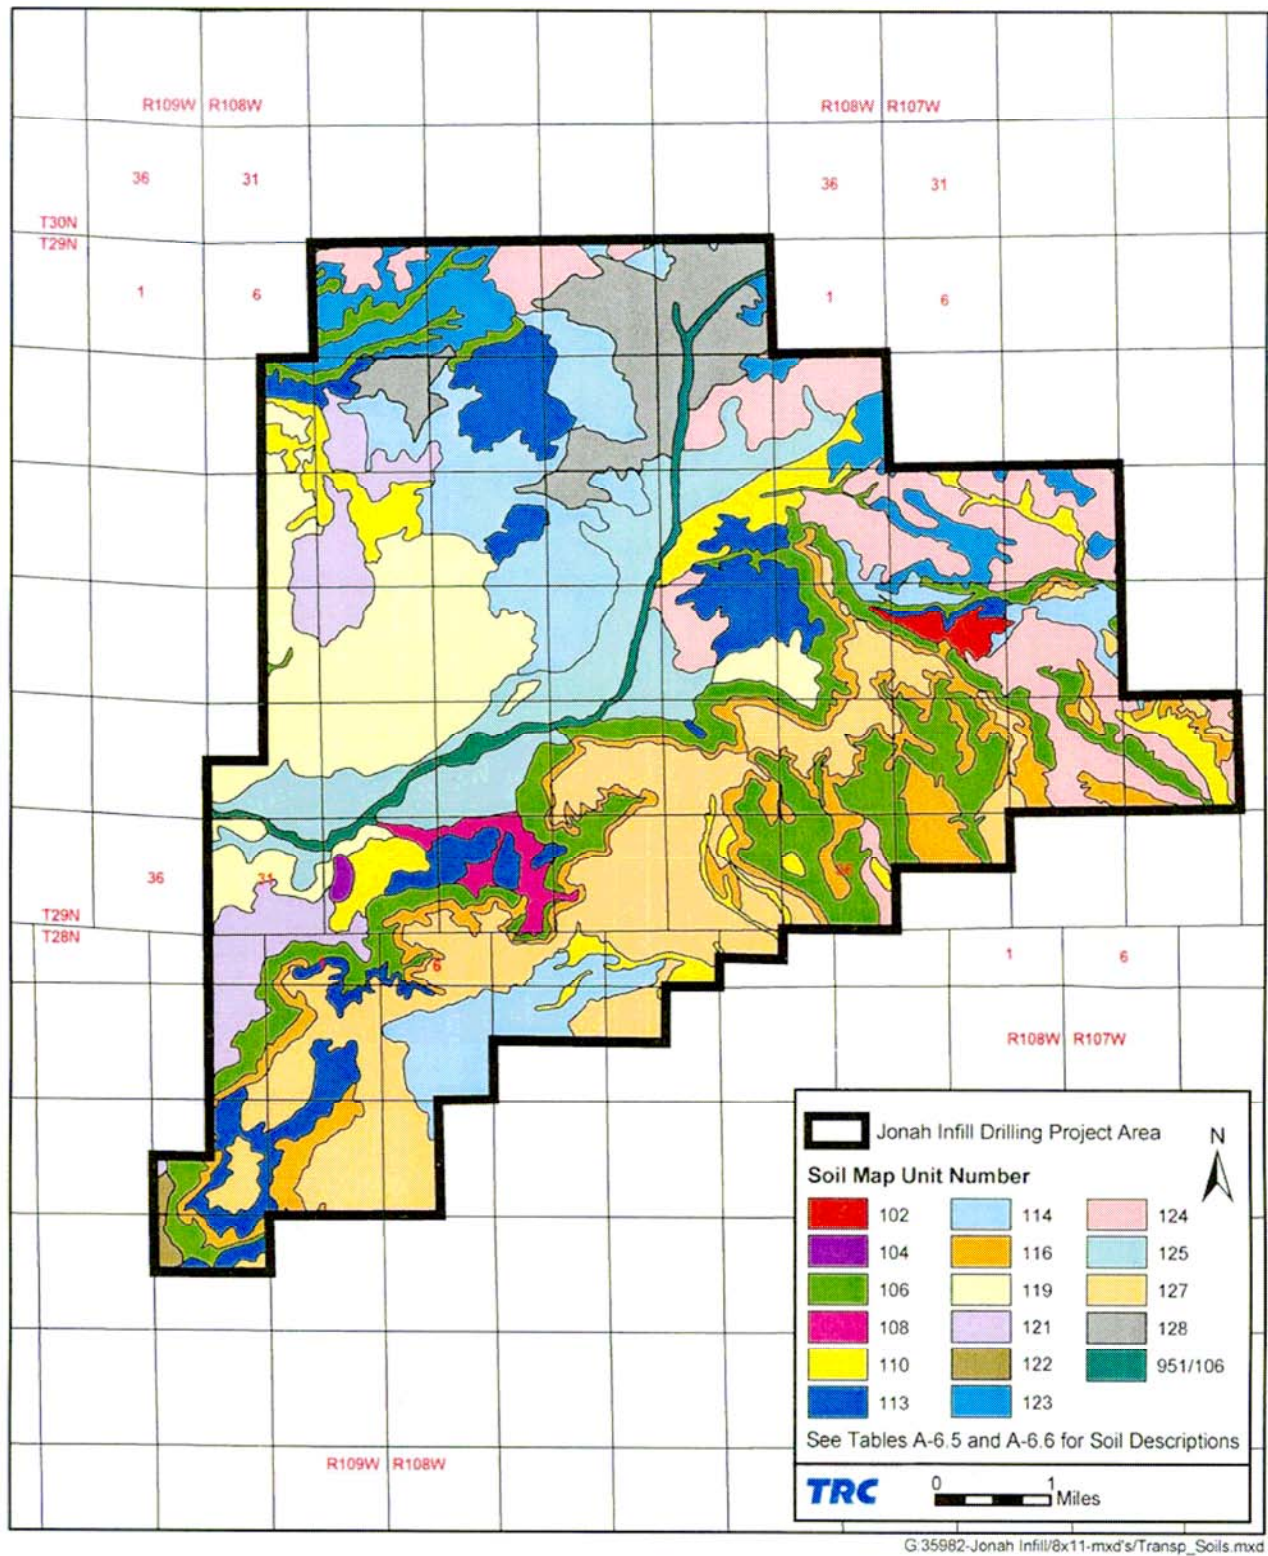 R109W R108W
R108W R107W
36 31
36 31
T30N
T29N
1 6
1 6
36 31 36
T29N
T28N
6
1 6
R108W R107W
Jonah Infill Drilling Project Area
N
Soil Map Unit Number
102 114 124
104 116 125
106 119 127
108 121 128
110 122 951/106
113 123
See Tables A-6.5 and A-6.6 for Soil Descriptions
TRC
0 1
Miles
R109W R108W
G:35982-Jonah Infill/8x11-mxd's/Transp_Soils.mxd